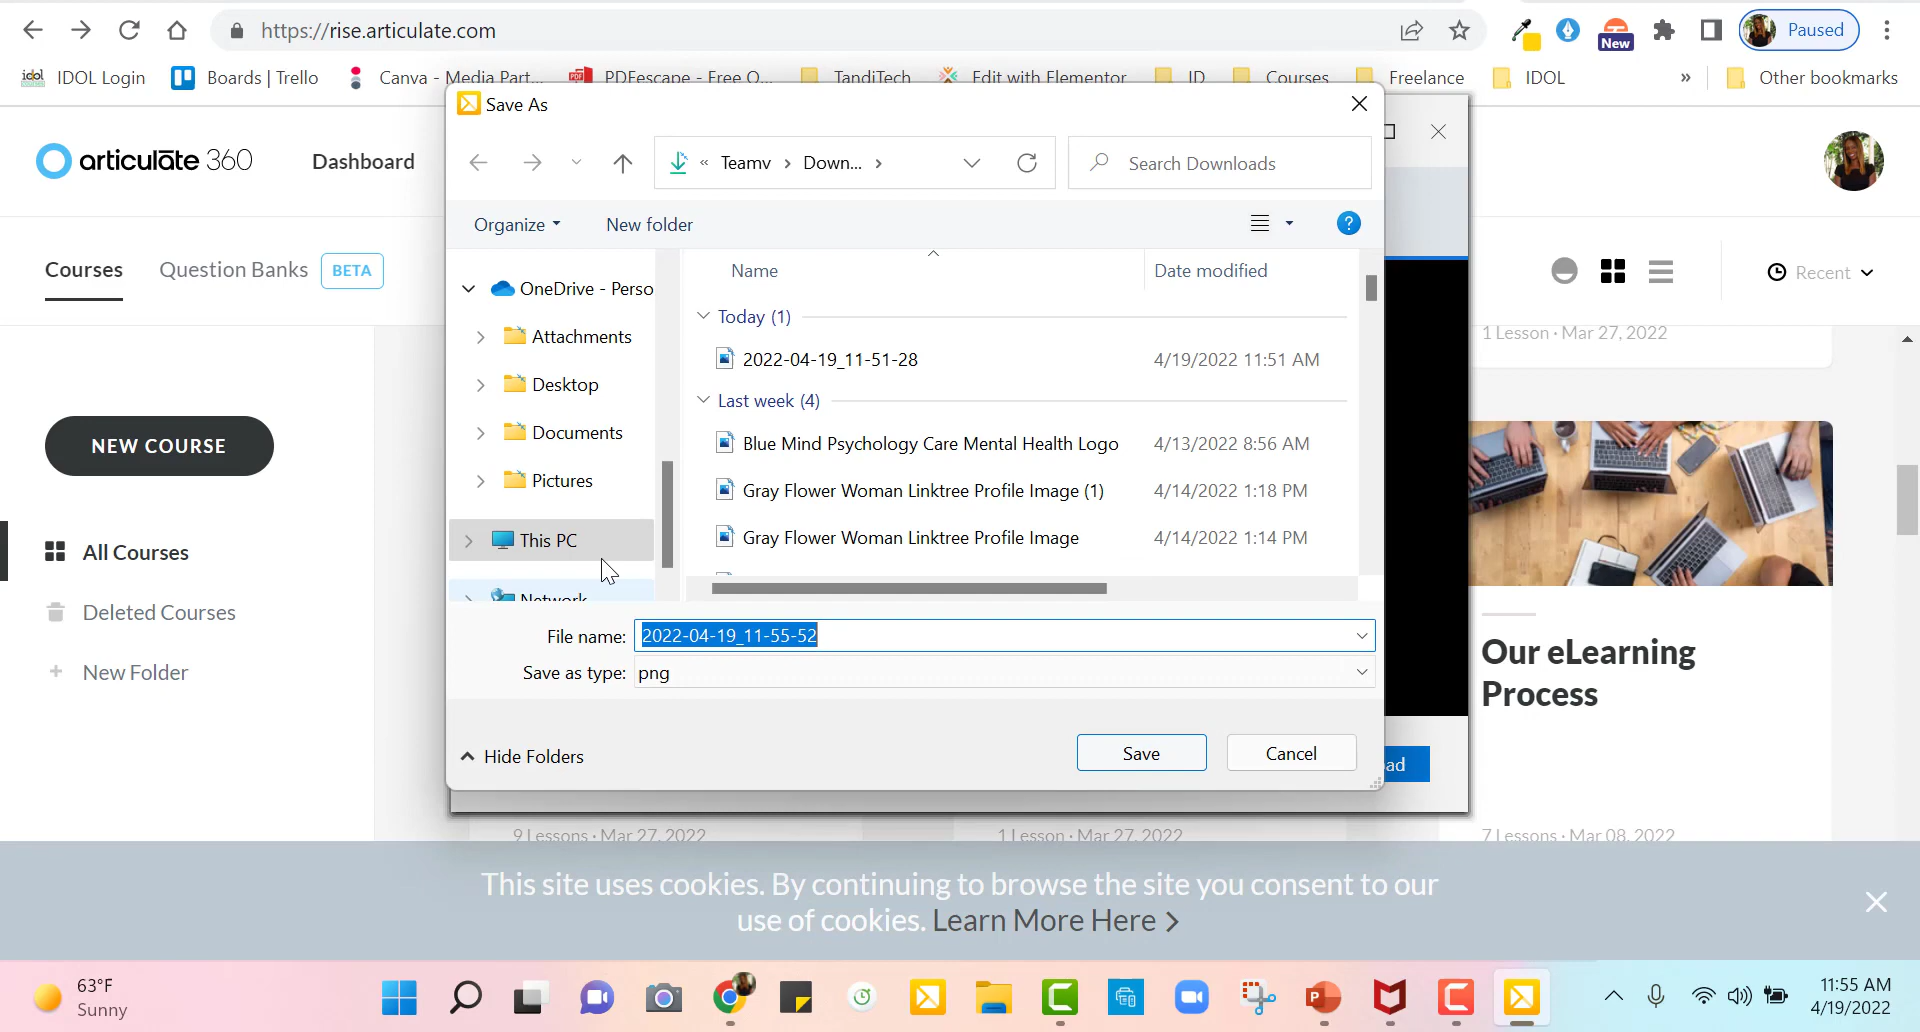 https://rise.articulate.com
New
Paused
IDOL Login
Boards | Trello
Canva - Media Part...
PDFescape - Free O...
TandiTech
Edit with Elementor
ID
Courses
Freelance
IDOL
»
Other bookmarks
Save As
articulate 360
Dashboard
« Teamv > Down... >
Search Downloads
Organize
New folder
?
Courses
Question Banks
BETA
Recent
Name
Date modified
OneDrive - Perso
Attachments
Desktop
Documents
Pictures
This PC
Network
Today (1)
2022-04-19_11-51-28
4/19/2022 11:51 AM
Last week (4)
Blue Mind Psychology Care Mental Health Logo
4/13/2022 8:56 AM
Gray Flower Woman Linktree Profile Image (1)
4/14/2022 1:18 PM
Gray Flower Woman Linktree Profile Image
4/14/2022 1:14 PM
1 Lesson · Mar 27, 2022
NEW COURSE
All Courses
Deleted Courses
+ New Folder
File name: 2022-04-19_11-55-52
Save as type: png
Hide Folders
Save
Cancel
ad
Our eLearning
Process
9 Lessons · Mar 27, 2022
1 Lesson · Mar 27, 2022
7 Lessons · Mar 08, 2022
This site uses cookies. By continuing to browse the site you consent to our
use of cookies. Learn More Here >
63°F
Sunny
11:55 AM
4/19/2022